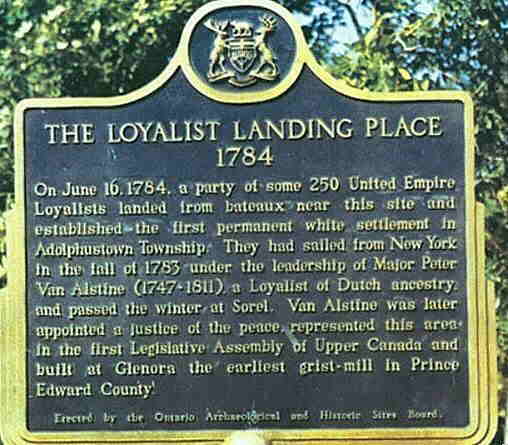 THE LOYALIST LANDING PLACE
1784
On June 16, 1784, a party of some 250 United Empire
Loyalists landed from bateaux near this site and
established the first permanent white settlement in
Adolphustown Township. They had sailed from New York
in the fall of 1783 under the leadership of Major Peter
Van Alstine (1747-1811), a Loyalist of Dutch ancestry,
and passed the winter at Sorel. Van Alstine was later
appointed a justice of the peace, represented this area
in the first Legislative Assembly of Upper Canada and
built at Glenora the earliest grist-mill in Prince
Edward County.
Erected by the Ontario Archaeological and Historic Sites Board.